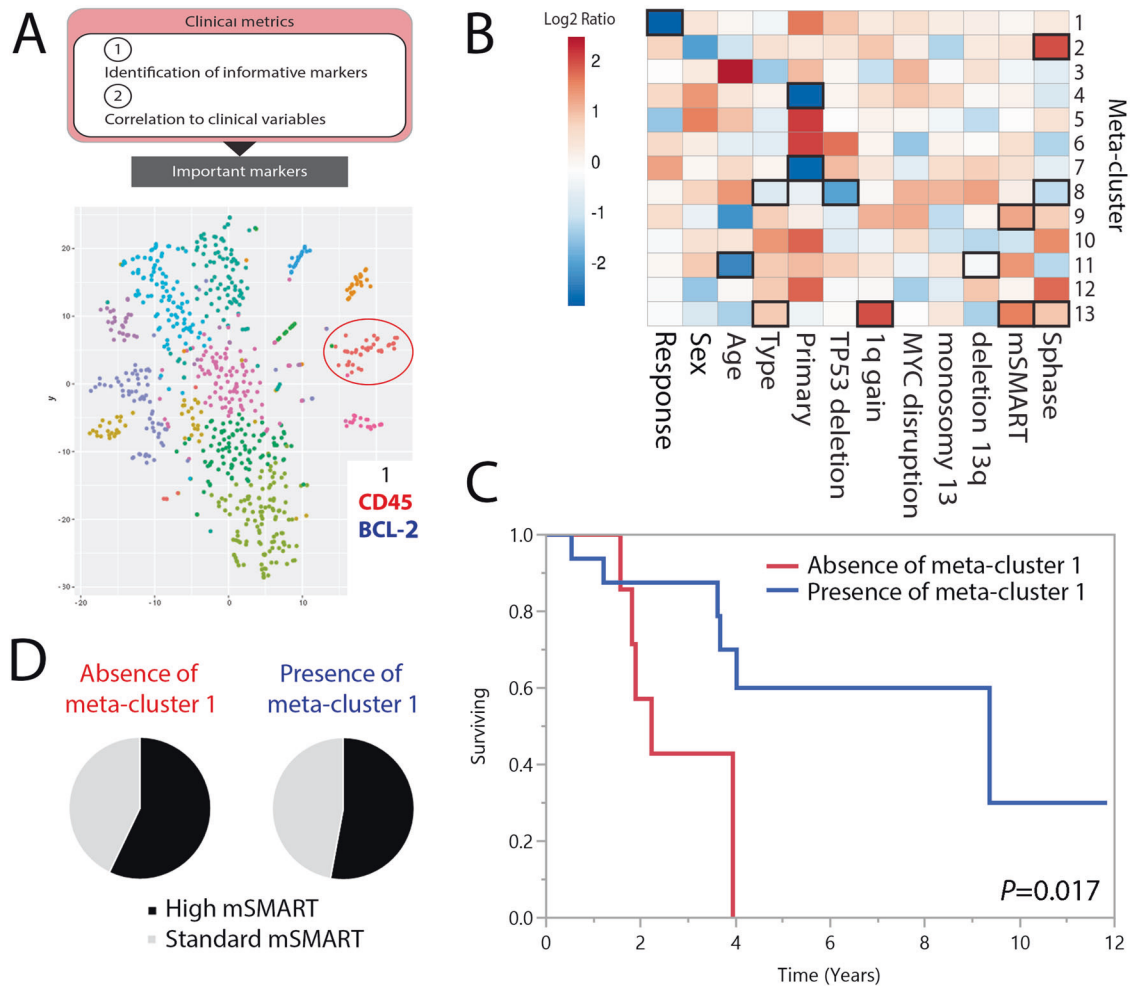 A
Clinical metrics
1
Identification of informative markers
2
Correlation to clinical variables
Important markers
20
10
0
-10
-20
-30
y
-20
-10
0
10
1
CD45
BCL-2
B
Log2 Ratio
2
1
0
-1
-2
1
2
3
4
5
6
7
8
9
10
11
12
13
Meta-cluster
Response
Sex
Age
Type
Primary
TP53 deletion
1q gain
MYC disruption
monosomy 13
deletion 13q
mSMART
Sphase
C
Absence of meta-cluster 1
Presence of meta-cluster 1
1.0
0.8
0.6
0.4
0.2
0.0
Surviving
P=0.017
0
2
4
6
8
10
12
Time (Years)
D
Absence of
meta-cluster 1
Presence of
meta-cluster 1
High mSMART
Standard mSMART